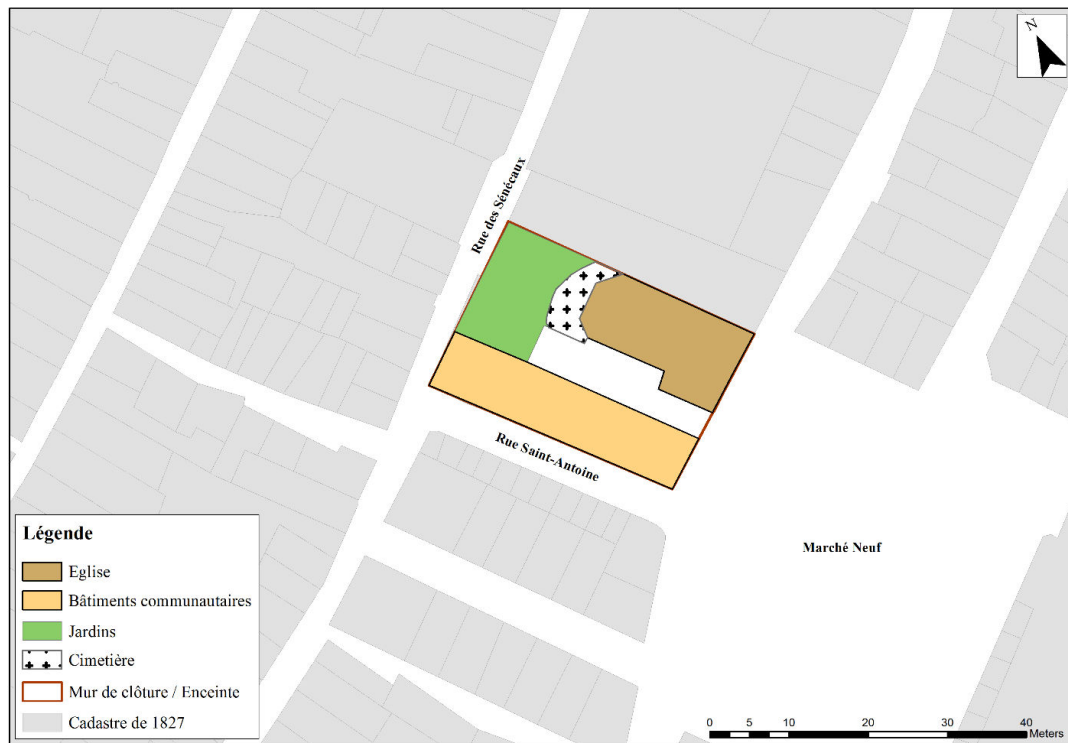 N
Rue des Sénécaux
Rue Saint-Antoine
Marché Neuf
Légende
Eglise
Bâtiments communautaires
Jardins
Cimetière
Mur de clôture / Enceinte
Cadastre de 1827
0 5 10 20 30 40
Meters